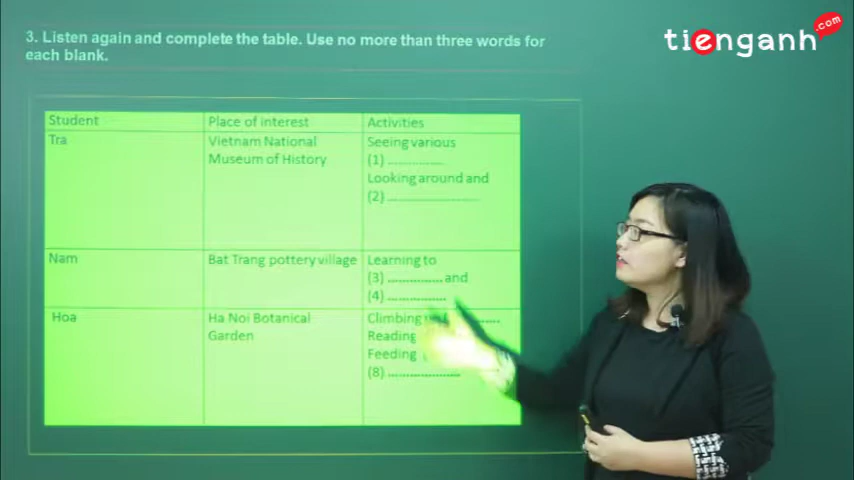 3. Listen again and complete the table. Use no more than three words for
each blank.
tienganh.com
Student Place of interest Activities
Tra
Vietnam National
Museum of History
Seeing various
(1) ...................
Looking around and
(2) ..............................
Nam
Bat Trang pottery village
Learning to
(3) .................. and
(4) ...................
Hoa
Ha Noi Botanical
Garden
Climbing
Reading
Feeding
(8) .......................